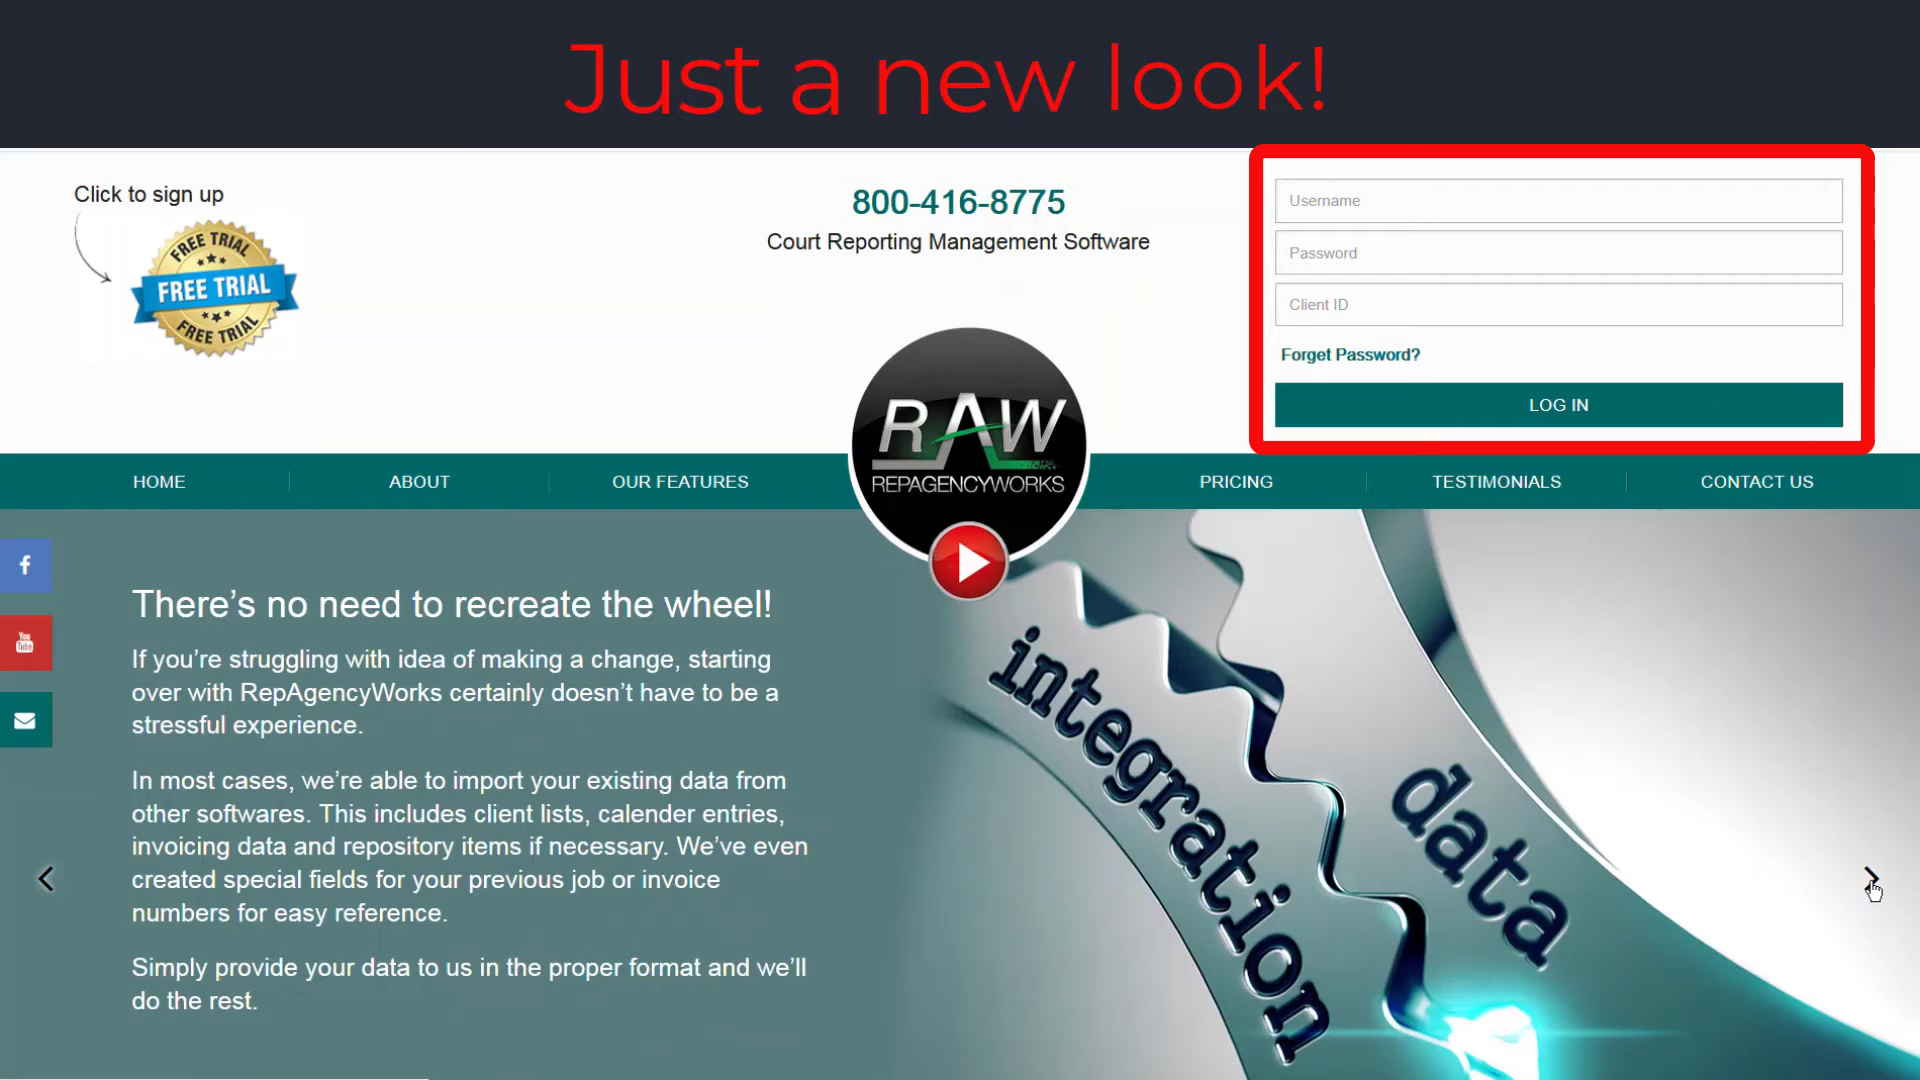 Just a new look!
Click to sign up
FREE TRIAL
FREE TRIAL
FREE TRIAL
800-416-8775
Court Reporting Management Software
Username
Password
Client ID
Forget Password?
LOG IN
RAW
REPAGENCYWORKS
HOME
ABOUT
OUR FEATURES
PRICING
TESTIMONIALS
CONTACT US
f
You
Tube
There's no need to recreate the wheel!
If you're struggling with idea of making a change, starting
over with RepAgencyWorks certainly doesn't have to be a
stressful experience.
In most cases, we're able to import your existing data from
other softwares. This includes client lists, calender entries,
invoicing data and repository items if necessary. We've even
created special fields for your previous job or invoice
numbers for easy reference.
Simply provide your data to us in the proper format and we'll
do the rest.
integration
data